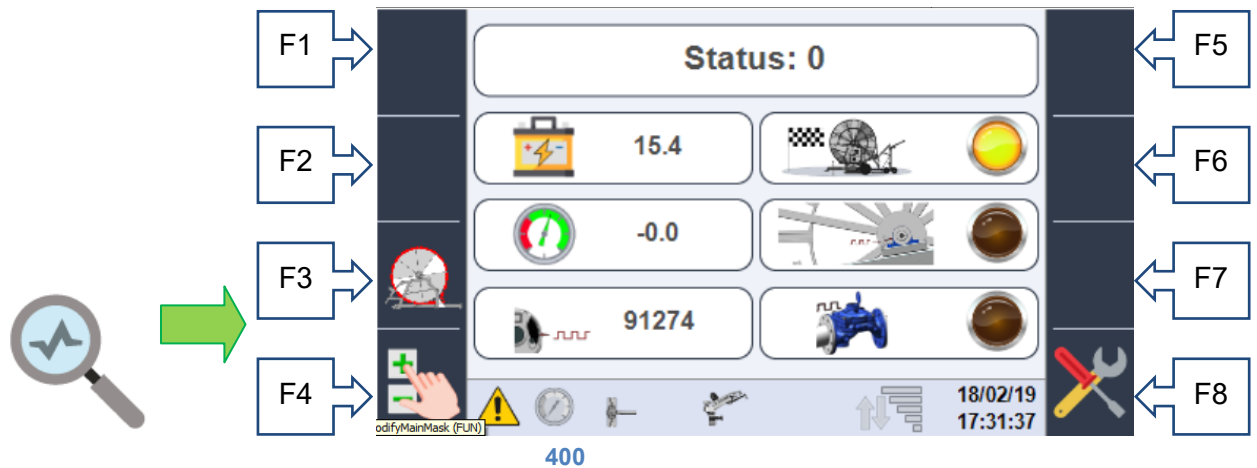 F1
Status: 0
F5
F2
15.4
F6
F3
-0.0
F7
91274
F4
18/02/19
17:31:37
F8
odifyMainMask (FUN)
400